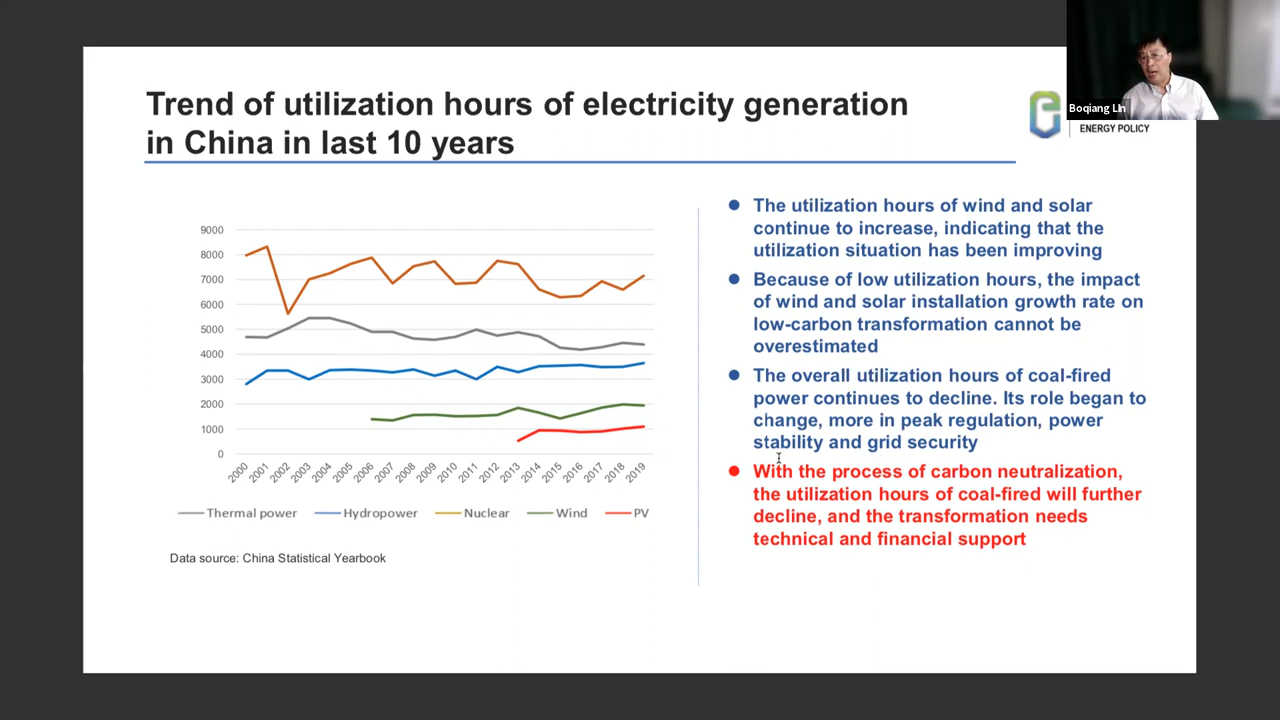 Trend of utilization hours of electricity generation
in China in last 10 years
Boqiang Lin
ENERGY POLICY
9000
8000
7000
6000
5000
4000
3000
2000
1000
0
2000 2001 2002 2003 2004 2005 2006 2007 2008 2009 2010 2011 2012 2013 2014 2015 2016 2017 2018 2019
Thermal power Hydropower Nuclear Wind PV
Data source: China Statistical Yearbook
The utilization hours of wind and solar
continue to increase, indicating that the
utilization situation has been improving
Because of low utilization hours, the impact
of wind and solar installation growth rate on
low-carbon transformation cannot be
overestimated
The overall utilization hours of coal-fired
power continues to decline. Its role began to
change, more in peak regulation, power
stability and grid security
With the process of carbon neutralization,
the utilization hours of coal-fired will further
decline, and the transformation needs
technical and financial support